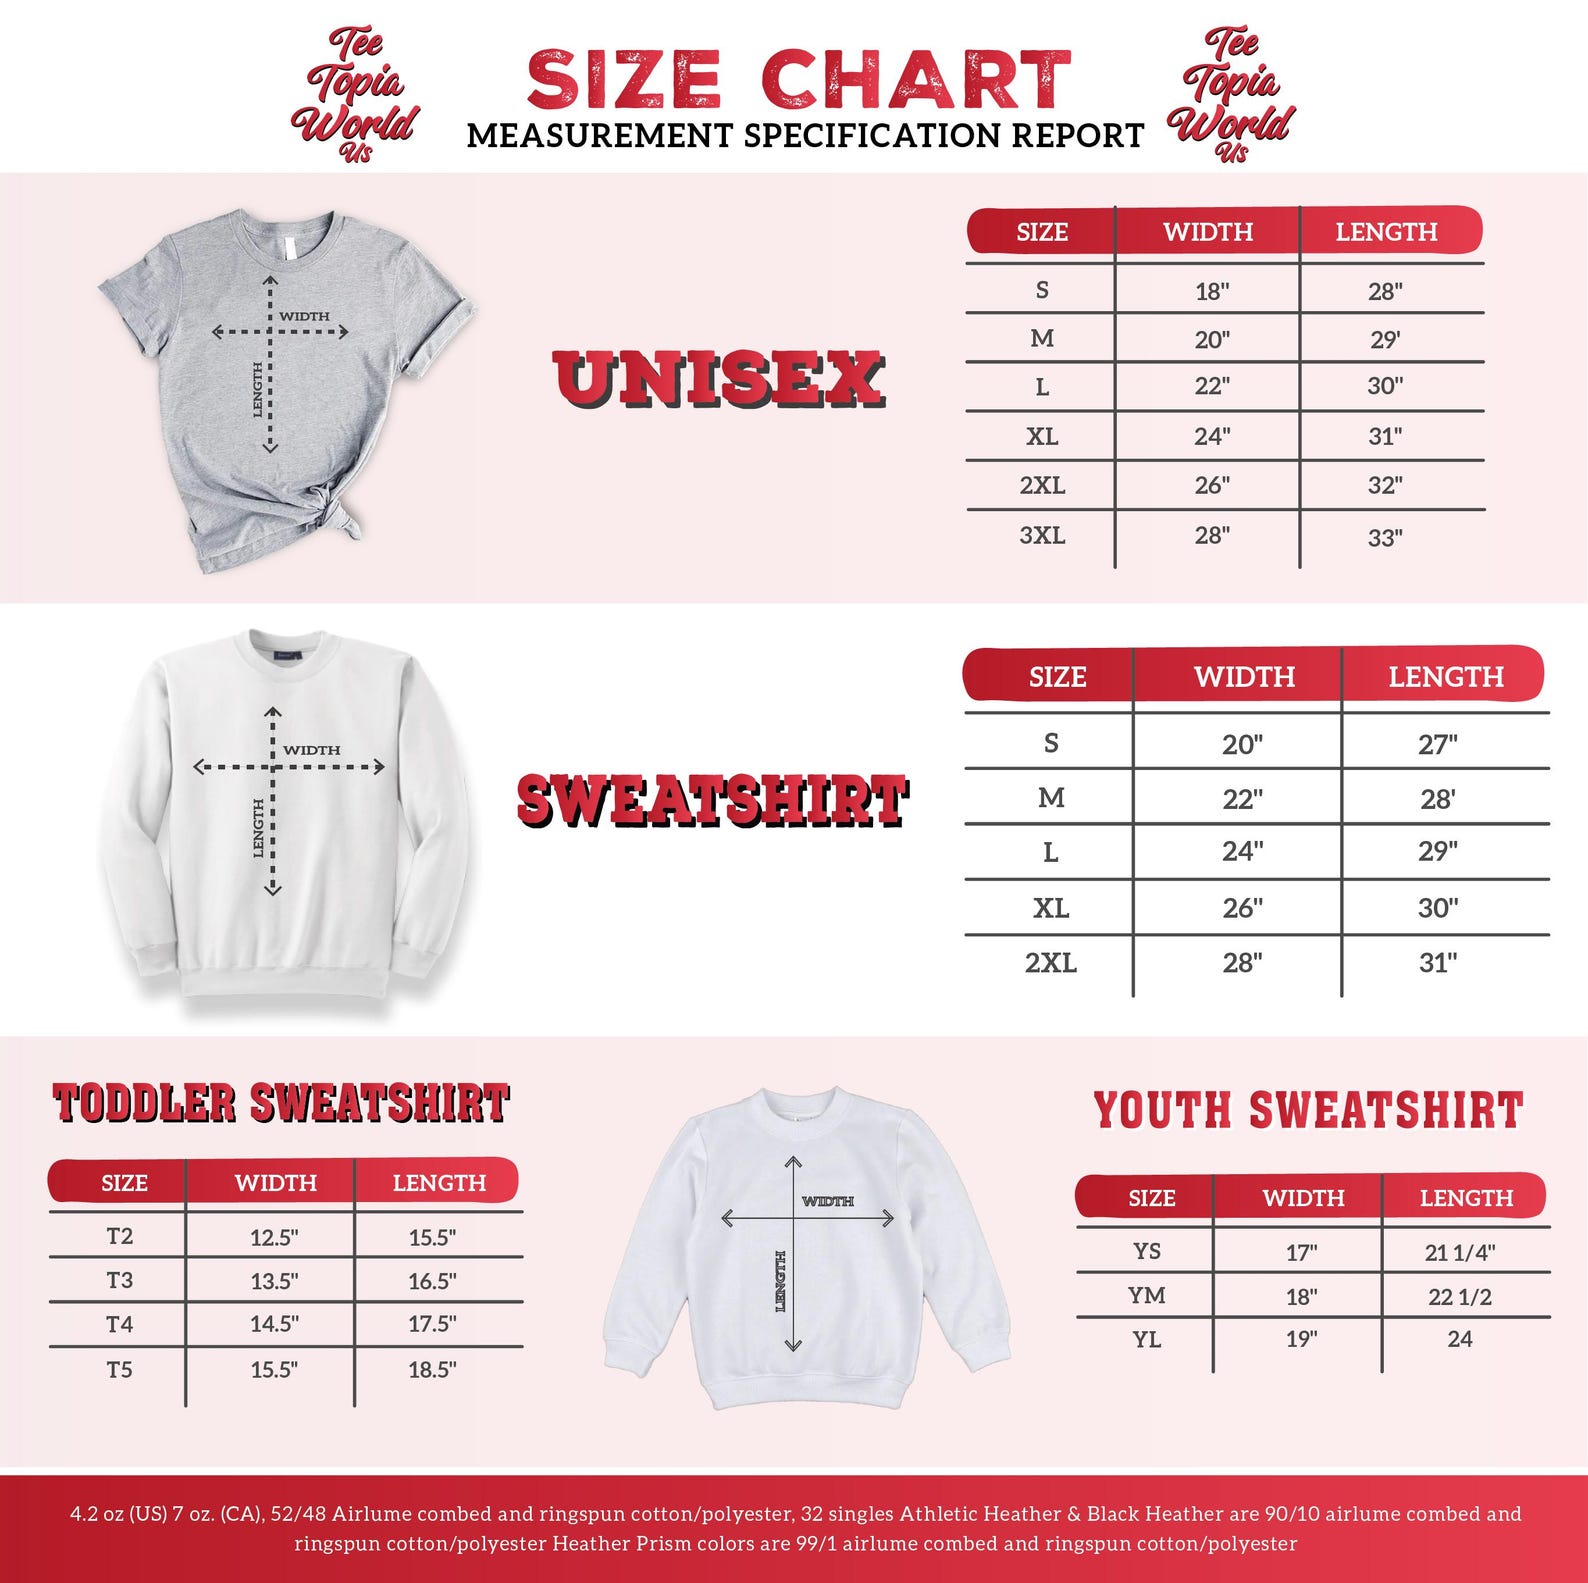 Tee
Topia
World
Us
SIZE CHART
MEASUREMENT SPECIFICATION REPORT
Tee
Topia
World
Us
WIDTH
LENGTH
UNISEX
SIZE WIDTH LENGTH
S 18" 28"
M 20" 29'
L 22" 30"
XL 24" 31"
2XL 26" 32"
3XL 28" 33"
WIDTH
LENGTH
SWEATSHIRT
SIZE WIDTH LENGTH
S 20" 27"
M 22" 28'
L 24" 29"
XL 26" 30"
2XL 28" 31"
TODDLER SWEATSHIRT
SIZE WIDTH LENGTH
T2 12.5" 15.5"
T3 13.5" 16.5"
T4 14.5" 17.5"
T5 15.5" 18.5"
WIDTH
LENGTH
YOUTH SWEATSHIRT
SIZE WIDTH LENGTH
YS 17" 21 1/4"
YM 18" 22 1/2
YL 19" 24
4.2 oz (US) 7 oz. (CA), 52/48 Airlume combed and ringspun cotton/polyester, 32 singles Athletic Heather & Black Heather are 90/10 airlume combed and
ringspun cotton/polyester Heather Prism colors are 99/1 airlume combed and ringspun cotton/polyester